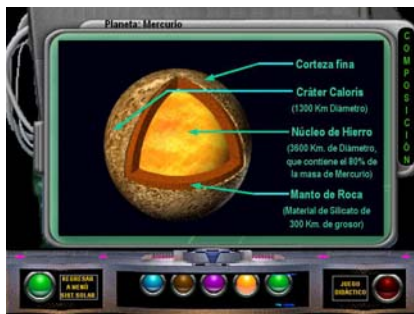 Planeta: Mercurio
COMPOSICIÓN
Corteza fina
Cráter Caloris
(1300 Km Diámetro)
Núcleo de Hierro
(3600 Km. de Diámetro,
que contiene el 80% de
la masa de Mercurio)
Manto de Roca
(Material de Silicato de
300 Km. de grosor)
REGRESAR
A MENÚ
SIST SOLAR
JUEGO
DIDÁCTICO